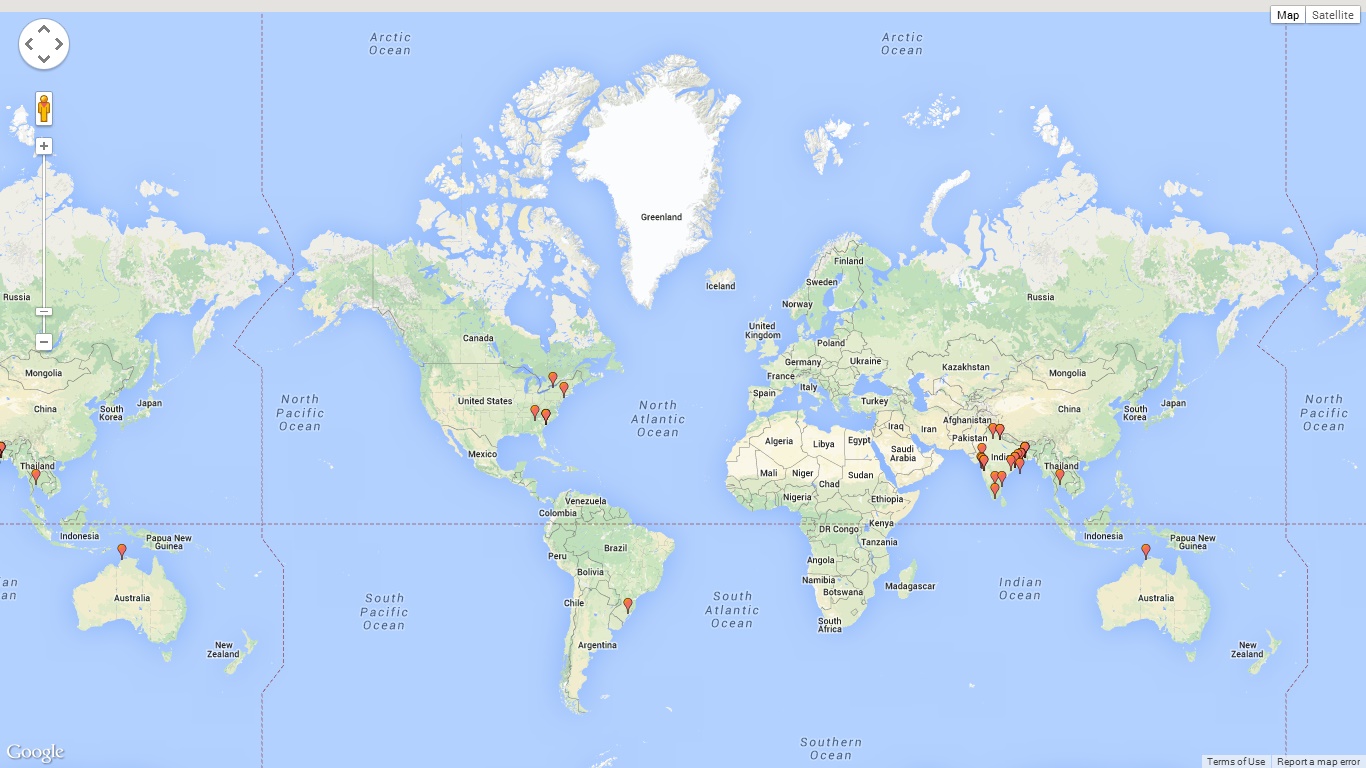 Map
Satellite
Arctic
Ocean
Arctic
Ocean
Greenland
Finland
Iceland
Sweden
Russia
Russia
Norway
United
Kingdom
Canada
Poland
Germany
Ukraine
Kazakhstan
Mongolia
Mongolia
France
Italy
Spain
Turkey
United States
North
Pacific
Ocean
North
Atlantic
Ocean
North
Pacific
Ocean
China
South
Korea
Japan
China
South
Korea
Japan
Afghanistan
Iraq
Iran
Pakistan
Algeria
Libya
Egypt
Saudi
Arabia
Mexico
India
Thailand
Thailand
Mali
Niger
Chad
Sudan
Nigeria
Ethiopia
Venezuela
Colombia
Kenya
DR Congo
Tanzania
Indonesia
Papua New
Guinea
Indonesia
Papua New
Guinea
Peru
Brazil
Bolivia
Angola
Namibia
Botswana
Madagascar
an
an
Indian
Ocean
Australia
Australia
South
Pacific
Ocean
Chile
South
Atlantic
Ocean
South
Africa
Argentina
New
Zealand
New
Zealand
Southern
Ocean
Google
Terms of Use
Report a map error